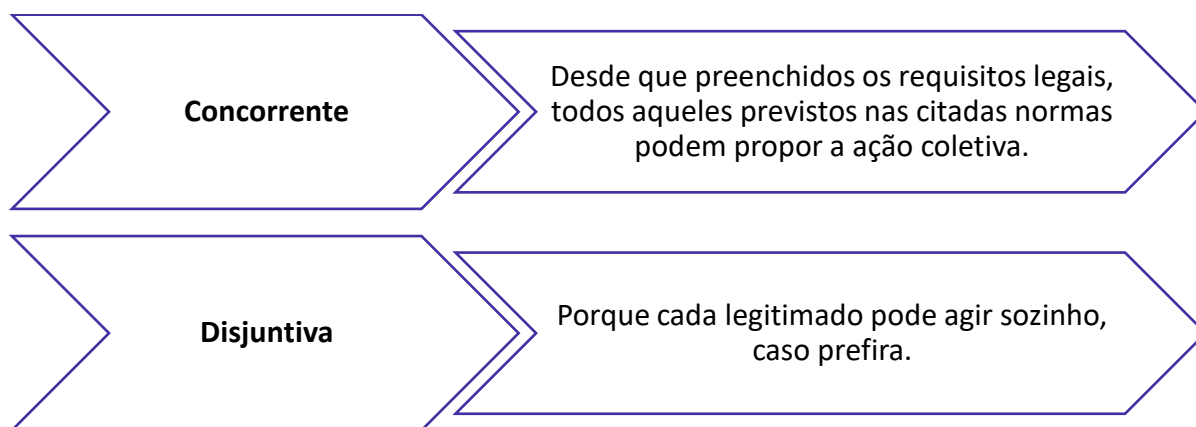 Concorrente
Desde que preenchidos os requisitos legais,
todos aqueles previstos nas citadas normas
podem propor a ação coletiva.
Disjuntiva
Porque cada legitimado pode agir sozinho,
caso prefira.